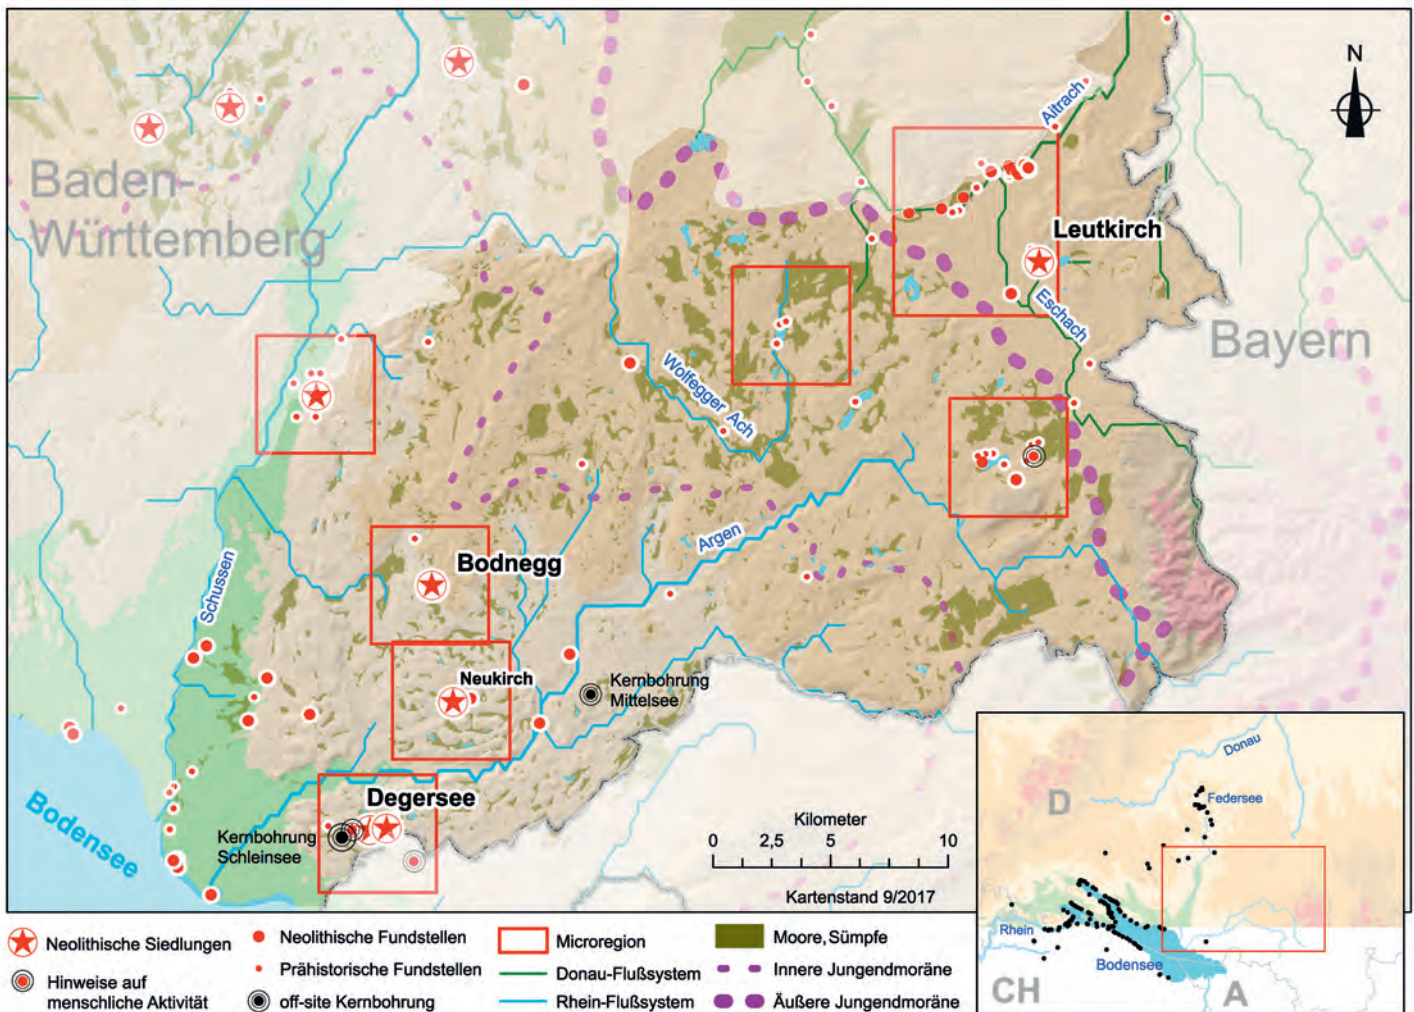 N
Aitrach
Baden-
Württemberg
Leutkirch
Eschach
Bayern
Wolfegger Ach
Argen
Schussen
Bodnegg
Neukirch
Kernbohrung
Mittelsee
Degersee
Kernbohrung
Schleinsee
Bodensee
Kilometer
0 2,5 5 10
Kartenstand 9/2017
Donau
D
Federsee
Rhein
Bodensee
CH
A
Neolithische Siedlungen
Neolithische Fundstellen
Microregion
Moore, Sümpfe
Hinweise auf
menschliche Aktivität
Prähistorische Fundstellen
Donau-Flußsystem
Innere Jungendmoräne
off-site Kernbohrung
Rhein-Flußsystem
Äußere Jungendmoräne